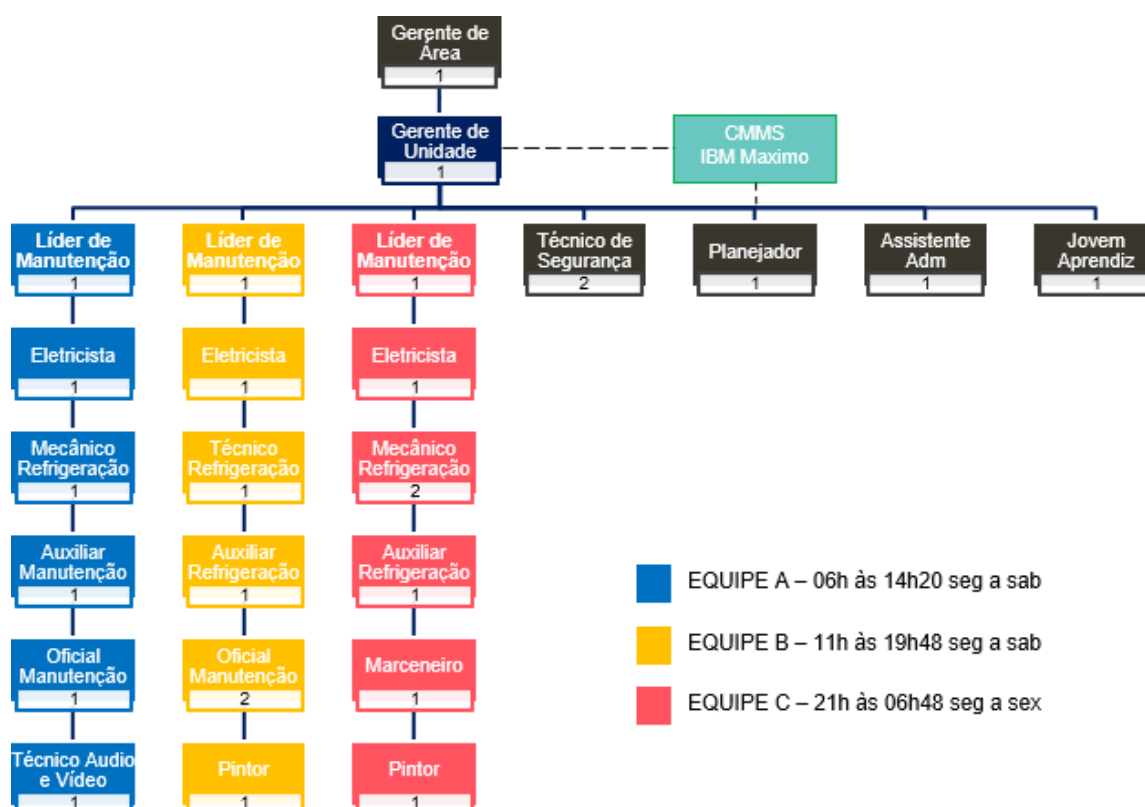 Gerente de
Área
1
Gerente de
Unidade
1
CMMS
IBM Maximo
Líder de
Manutenção
1
Líder de
Manutenção
1
Líder de
Manutenção
1
Técnico de
Segurança
2
Planejador
1
Assistente
Adm
1
Jovem
Aprendiz
1
Eletricista
1
Eletricista
1
Eletricista
1
Mecânico
Refrigeração
1
Técnico
Refrigeração
1
Mecânico
Refrigeração
2
Auxiliar
Manutenção
1
Auxiliar
Refrigeração
1
Auxiliar
Refrigeração
1
Oficial
Manutenção
1
Oficial
Manutenção
2
Marceneiro
1
Técnico Audio
e Vídeo
1
Pintor
1
Pintor
1
EQUIPE A – 06h às 14h20 seg a sab
EQUIPE B – 11h às 19h48 seg a sab
EQUIPE C – 21h às 06h48 seg a sex